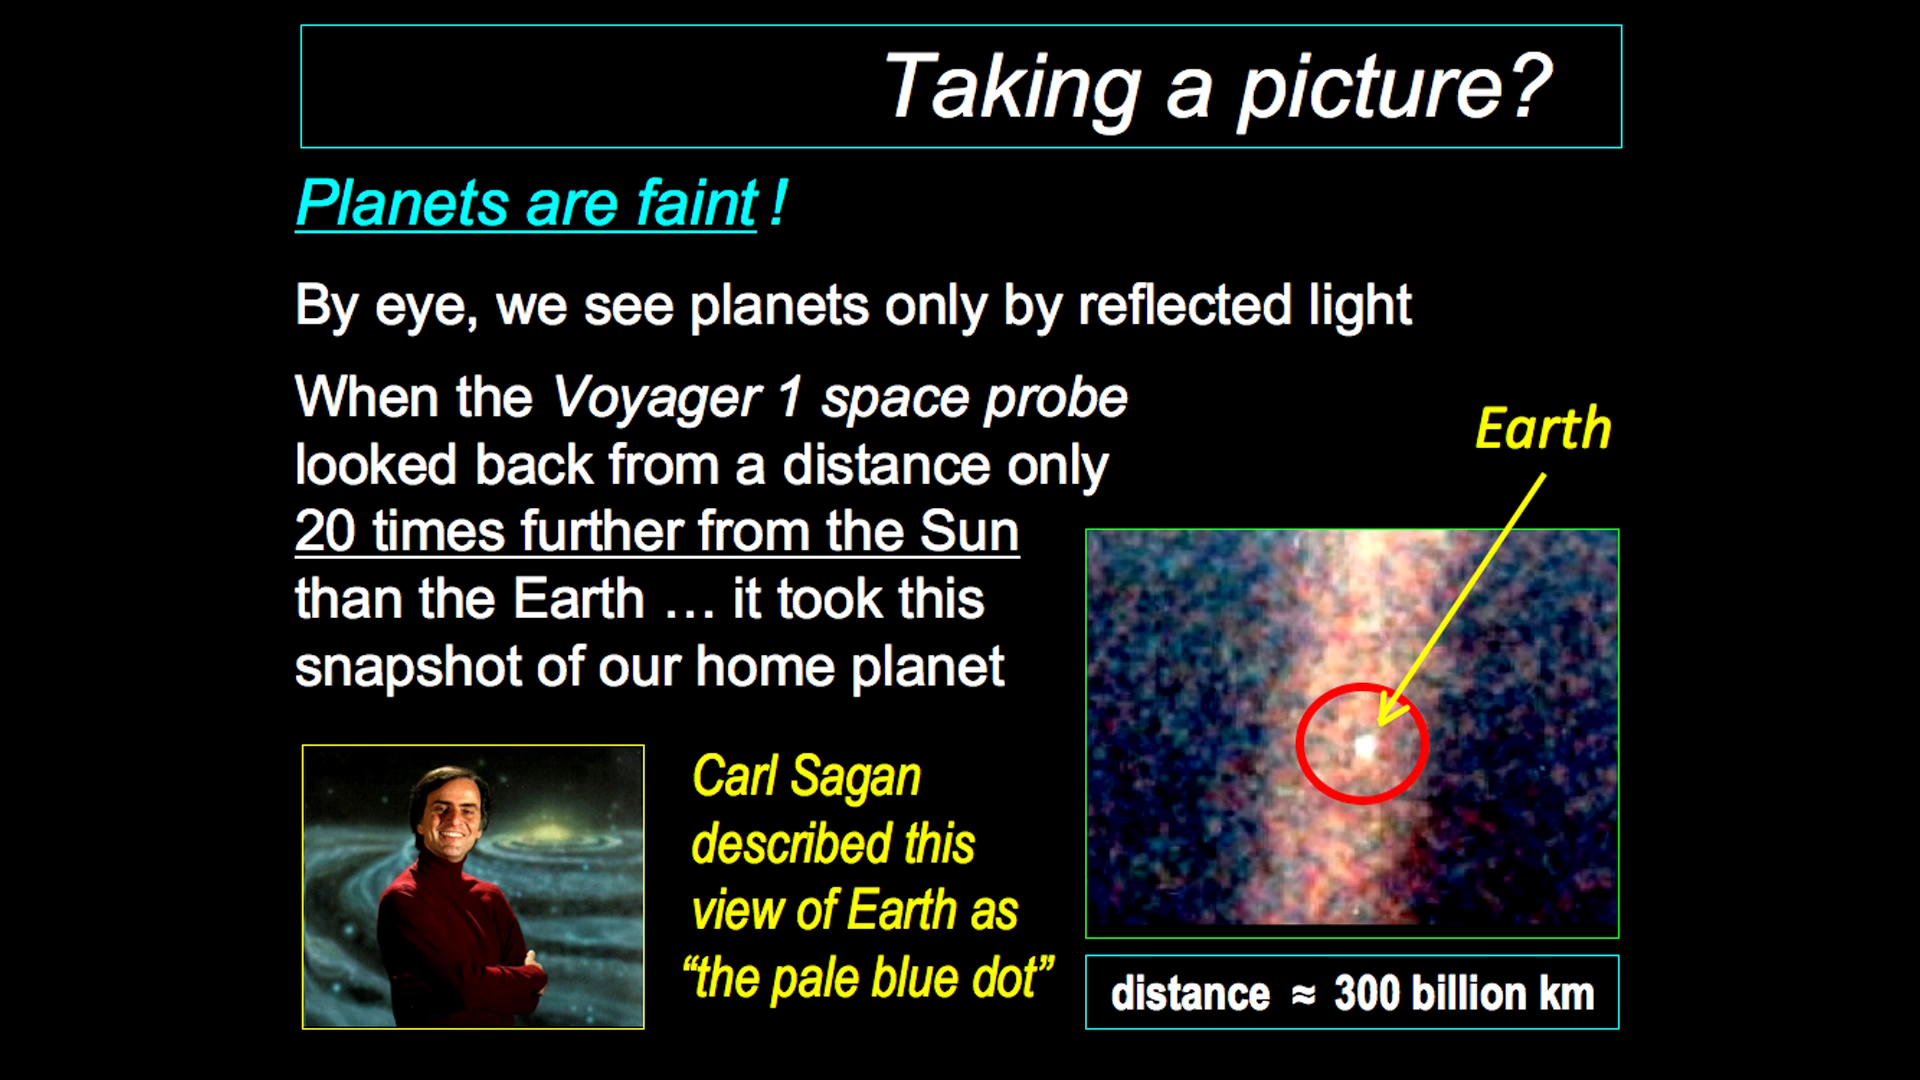 Taking a picture?
Planets are faint !
By eye, we see planets only by reflected light
When the Voyager 1 space probe
looked back from a distance only
20 times further from the Sun
than the Earth … it took this
snapshot of our home planet
Earth
Carl Sagan
described this
view of Earth as
“the pale blue dot”
distance ≈ 300 billion km